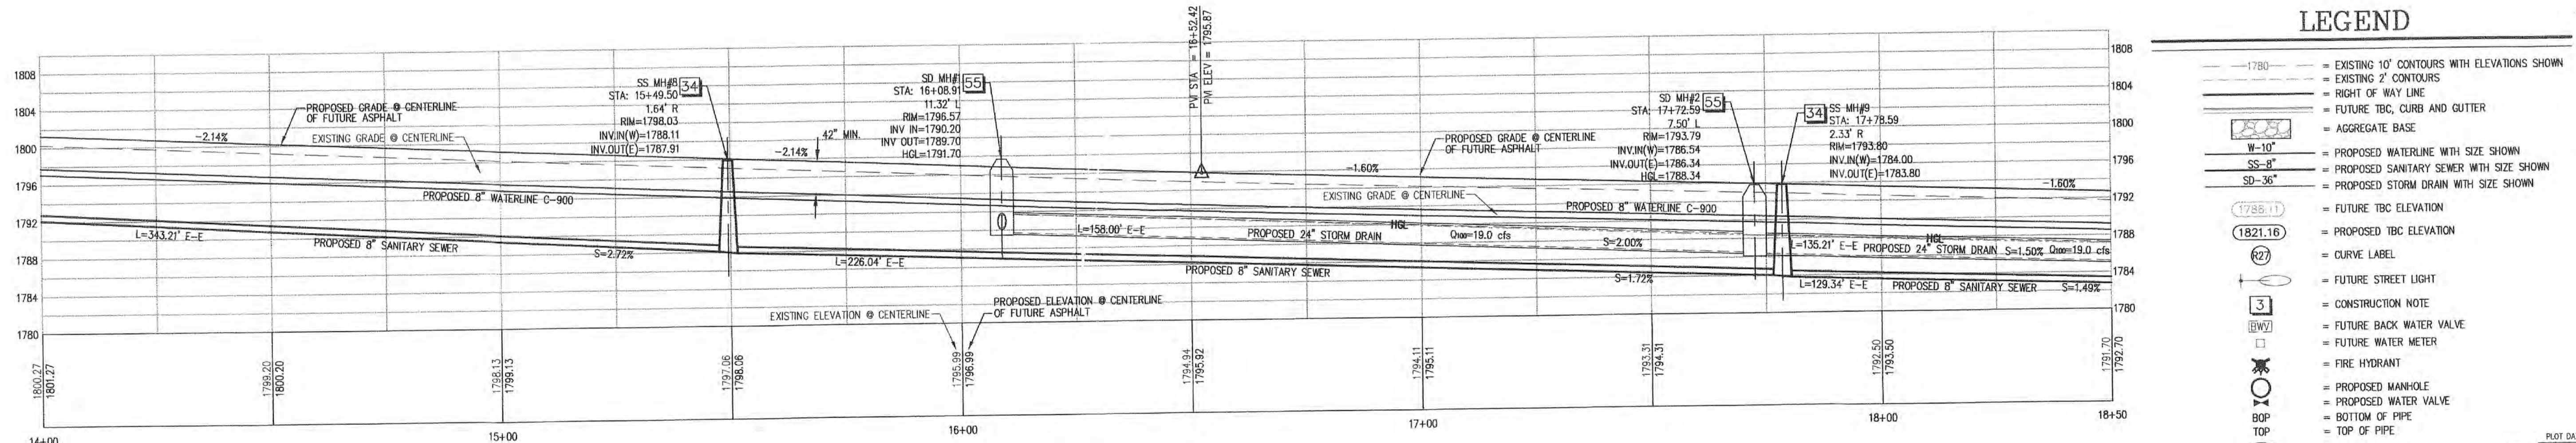 LEGEND
1780
= EXISTING 10' CONTOURS WITH ELEVATIONS SHOWN
= EXISTING 2' CONTOURS
= RIGHT OF WAY LINE
= FUTURE TBC, CURB AND GUTTER
= AGGREGATE BASE
W-10"
= PROPOSED WATERLINE WITH SIZE SHOWN
SS-8"
= PROPOSED SANITARY SEWER WITH SIZE SHOWN
SD-36"
= PROPOSED STORM DRAIN WITH SIZE SHOWN
= FUTURE TBC ELEVATION
1821.16
= PROPOSED TBC ELEVATION
R27
= CURVE LABEL
= FUTURE STREET LIGHT
3
= CONSTRUCTION NOTE
BWV
= FUTURE BACK WATER VALVE
= FUTURE WATER METER
= FIRE HYDRANT
= PROPOSED MANHOLE
= PROPOSED WATER VALVE
BOP
= BOTTOM OF PIPE
TOP
= TOP OF PIPE
PLOT DA
1808
1804
1800
1796
1792
1788
1784
1780
PROPOSED GRADE @ CENTERLINE
OF FUTURE ASPHALT
-2.14%
EXISTING GRADE @ CENTERLINE
SS MH#8
34
STA: 15+49.50
1.64' R
RIM=1798.03
INV.IN(W)=1788.11
INV.OUT(E)=1787.91
42" MIN.
-2.14%
SD MH#1
55
STA: 16+08.91
11.32' L
RIM=1796.57
INV IN=1790.20
INV OUT=1789.70
HGL=1791.70
PVI STA = 16+52.42
PM ELEV = 1795.87
PROPOSED GRADE @ CENTERLINE
OF FUTURE ASPHALT
-1.60%
SD MH#2
55
STA: 17+72.59
7.50' L
RIM=1793.79
INV.IN(W)=1786.54
INV.OUT(E)=1786.34
HGL=1788.34
34
SS MH#9
STA: 17+78.59
2.33' R
RIM=1793.80
INV.IN(W)=1784.00
INV.OUT(E)=1783.80
-1.60%
1808
1804
1800
1796
1792
1788
1784
1780
PROPOSED 8" WATERLINE C-900
EXISTING GRADE @ CENTERLINE
PROPOSED 8" WATERLINE C-900
L=343.21' E-E
PROPOSED 8" SANITARY SEWER
S=2.72%
L=226.04' E-E
L=158.00' E-E
PROPOSED 24" STORM DRAIN
HGL
Q100=19.0 cfs
S=2.00%
PROPOSED 8" SANITARY SEWER
S=1.72%
L=135.21' E-E
PROPOSED 24" STORM DRAIN
HGL
S=1.50%
Q100=19.0 cfs
L=129.34' E-E
PROPOSED 8" SANITARY SEWER
S=1.49%
EXISTING ELEVATION @ CENTERLINE
PROPOSED ELEVATION @ CENTERLINE
OF FUTURE ASPHALT
1800.27
1801.27
1799.20
1800.20
1798.13
1799.13
1797.06
1798.06
1795.99
1796.99
1794.94
1795.92
1794.11
1795.11
1793.31
1794.31
1792.50
1793.50
1791.70
1792.70
14+00
15+00
16+00
17+00
18+00
18+50